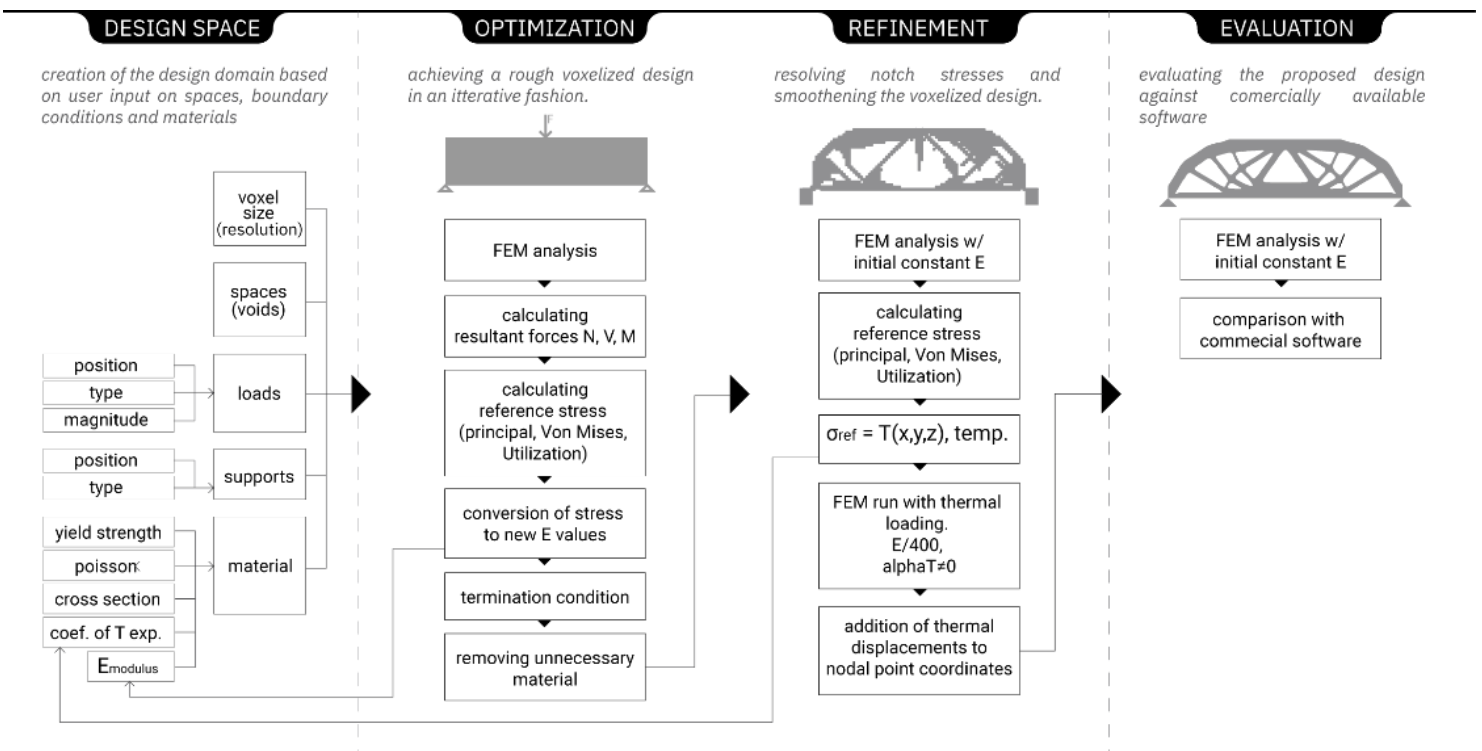 DESIGN SPACE
creation of the design domain based
on user input on spaces, boundary
conditions and materials
voxel
size
(resolution)
spaces
(voids)
position
type
magnitude
loads
position
type
supports
yield strength
poisson
cross section
coef. of T exp.
Emodulus
material
OPTIMIZATION
achieving a rough voxelized design
in an itterative fashion.
F
FEM analysis
calculating
resultant forces N, V, M
calculating
reference stress
(principal, Von Mises,
Utilization)
conversion of stress
to new E values
termination condition
removing unnecessary
material
REFINEMENT
resolving notch stresses and
smoothening the voxelized design.
FEM analysis w/
initial constant E
calculating
reference stress
(principal, Von Mises,
Utilization)
σref = T(x,y,z), temp.
FEM run with thermal
loading.
E/400,
alphaT≠0
addition of thermal
displacements to
nodal point coordinates
EVALUATION
evaluating the proposed design
against comercially available
software
FEM analysis w/
initial constant E
comparison with
commecial software